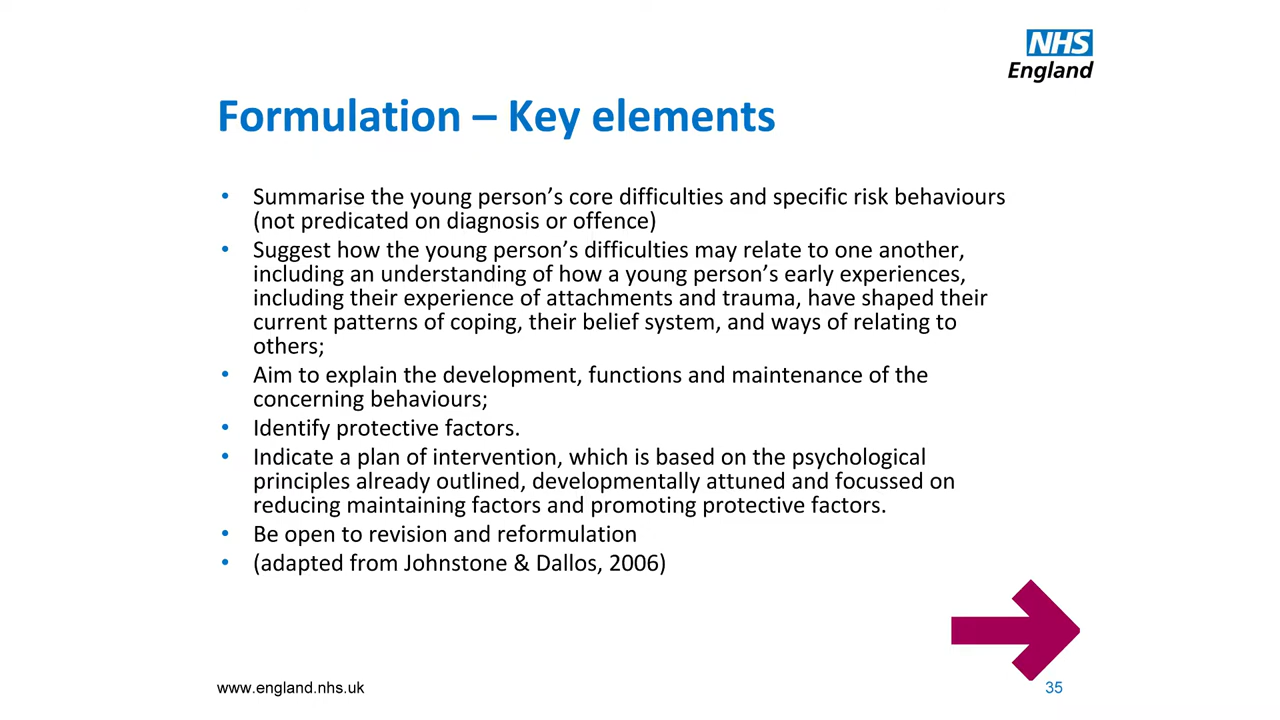 NHS
England
Formulation – Key elements
• Summarise the young person’s core difficulties and specific risk behaviours
(not predicated on diagnosis or offence)
• Suggest how the young person’s difficulties may relate to one another,
including an understanding of how a young person’s early experiences,
including their experience of attachments and trauma, have shaped their
current patterns of coping, their belief system, and ways of relating to
others;
• Aim to explain the development, functions and maintenance of the
concerning behaviours;
• Identify protective factors.
• Indicate a plan of intervention, which is based on the psychological
principles already outlined, developmentally attuned and focussed on
reducing maintaining factors and promoting protective factors.
• Be open to revision and reformulation
• (adapted from Johnstone & Dallos, 2006)
www.england.nhs.uk
35